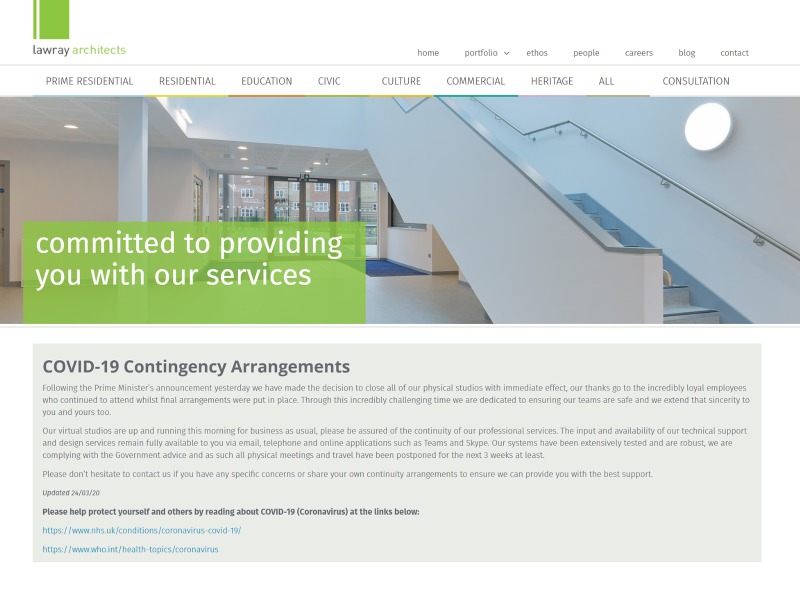 lawray architects
home portfolio ethos people careers blog contact
PRIME RESIDENTIAL RESIDENTIAL EDUCATION CIVIC CULTURE COMMERCIAL HERITAGE ALL CONSULTATION
committed to providing
you with our services
COVID-19 Contingency Arrangements
Following the Prime Minister's announcement yesterday we have made the decision to close all of our physical studios with immediate effect, our thanks go to the incredibly loyal employees
who continued to attend whilst final arrangements were put in place. Through this incredibly challenging time we are dedicated to ensuring our teams are safe and we extend that sincerity to
you and yours too.
Our virtual studios are up and running this morning for business as usual, please be assured of the continuity of our professional services. The input and availability of our technical support
and design services remain fully available to you via email, telephone and online applications such as Teams and Skype. Our systems have been extensively tested and are robust, we are
complying with the Government advice and as such all physical meetings and travel have been postponed for the next 3 weeks at least.
Please don't hesitate to contact us if you have any specific concerns or share your own continuity arrangements to ensure we can provide you with the best support.
Updated 24/03/20
Please help protect yourself and others by reading about COVID-19 (Coronavirus) at the links below:
https://www.nhs.uk/conditions/coronavirus-covid-19/
https://www.who.int/health-topics/coronavirus